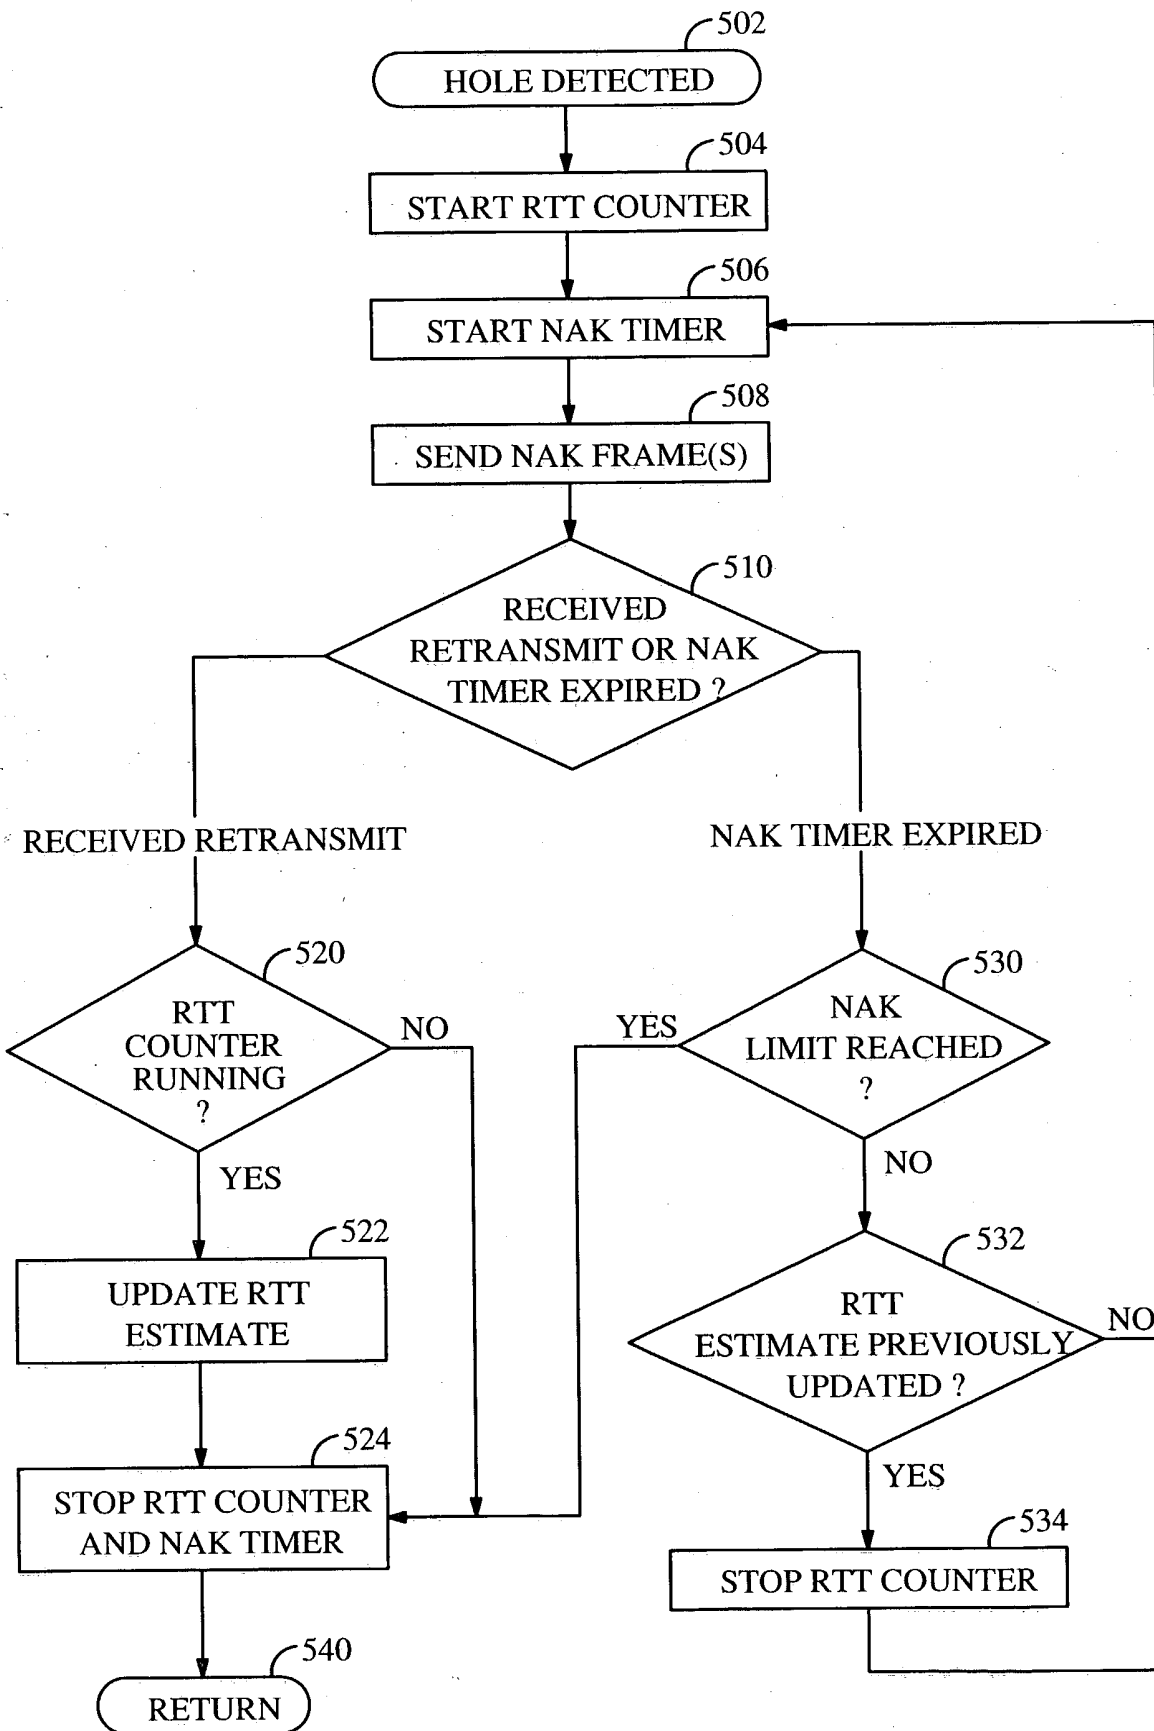 502
HOLE DETECTED
504
START RTT COUNTER
506
START NAK TIMER
508
SEND NAK FRAME(S)
510
RECEIVED
RETRANSMIT OR NAK
TIMER EXPIRED ?
RECEIVED RETRANSMIT
NAK TIMER EXPIRED
520
RTT
COUNTER
RUNNING
?
NO
YES
530
NAK
LIMIT REACHED
?
YES
NO
522
UPDATE RTT
ESTIMATE
532
RTT
ESTIMATE PREVIOUSLY
UPDATED ?
NO
YES
524
STOP RTT COUNTER
AND NAK TIMER
534
STOP RTT COUNTER
540
RETURN